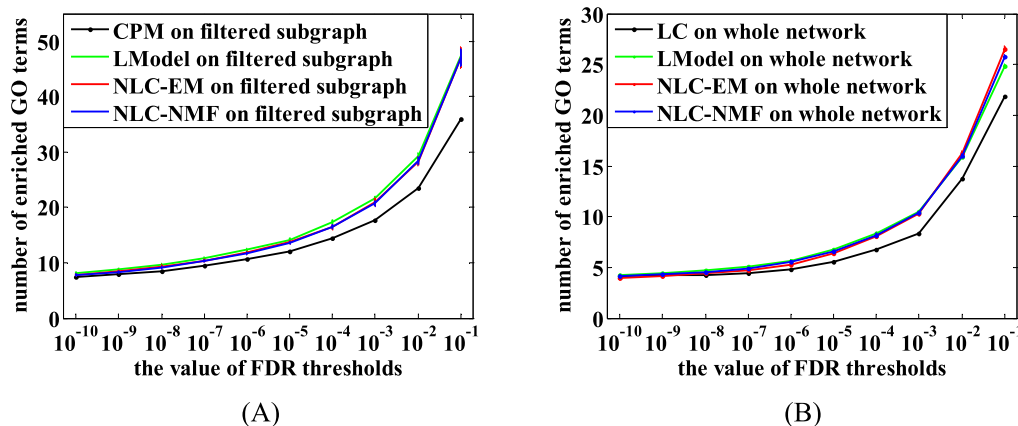 CPM on filtered subgraph
LModel on filtered subgraph
NLC-EM on filtered subgraph
NLC-NMF on filtered subgraph
number of enriched GO terms
50
40
30
20
10
0
10^-10 10^-9 10^-8 10^-7 10^-6 10^-5 10^-4 10^-3 10^-2 10^-1
the value of FDR thresholds
(A)
LC on whole network
LModel on whole network
NLC-EM on whole network
NLC-NMF on whole network
number of enriched GO terms
30
25
20
15
10
5
0
10^-10 10^-9 10^-8 10^-7 10^-6 10^-5 10^-4 10^-3 10^-2 10^-1
the value of FDR thresholds
(B)